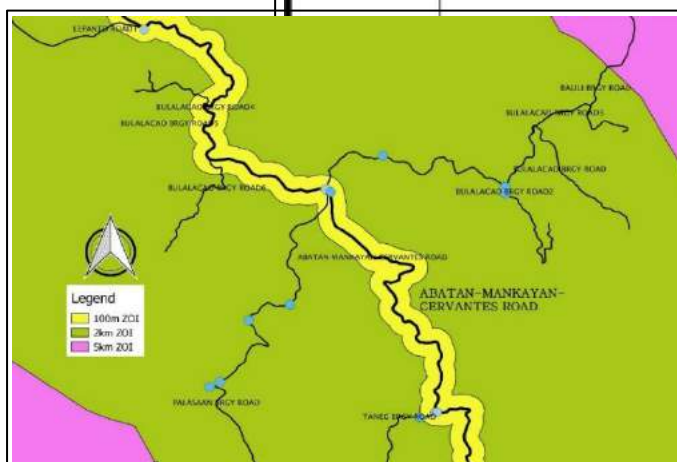 LEPANTO ROAD1
BAULI BRGY ROAD
BULALACAO BRGY ROAD4
BULALACAO BRGY ROAD3
BULALACAO BRGY ROAD5
BULALACAO BRGY ROAD
BULALACAO BRGY ROAD6
BULALACAO BRGY ROAD2
ABATAN-MANKAYAN-CERVANTES ROAD
ABATAN-MANKAYAN-
CERVANTES ROAD
Legend
100m ZOI
2km ZOI
5km ZOI
PALASAAN BRGY ROAD
TANEG BRGY ROAD